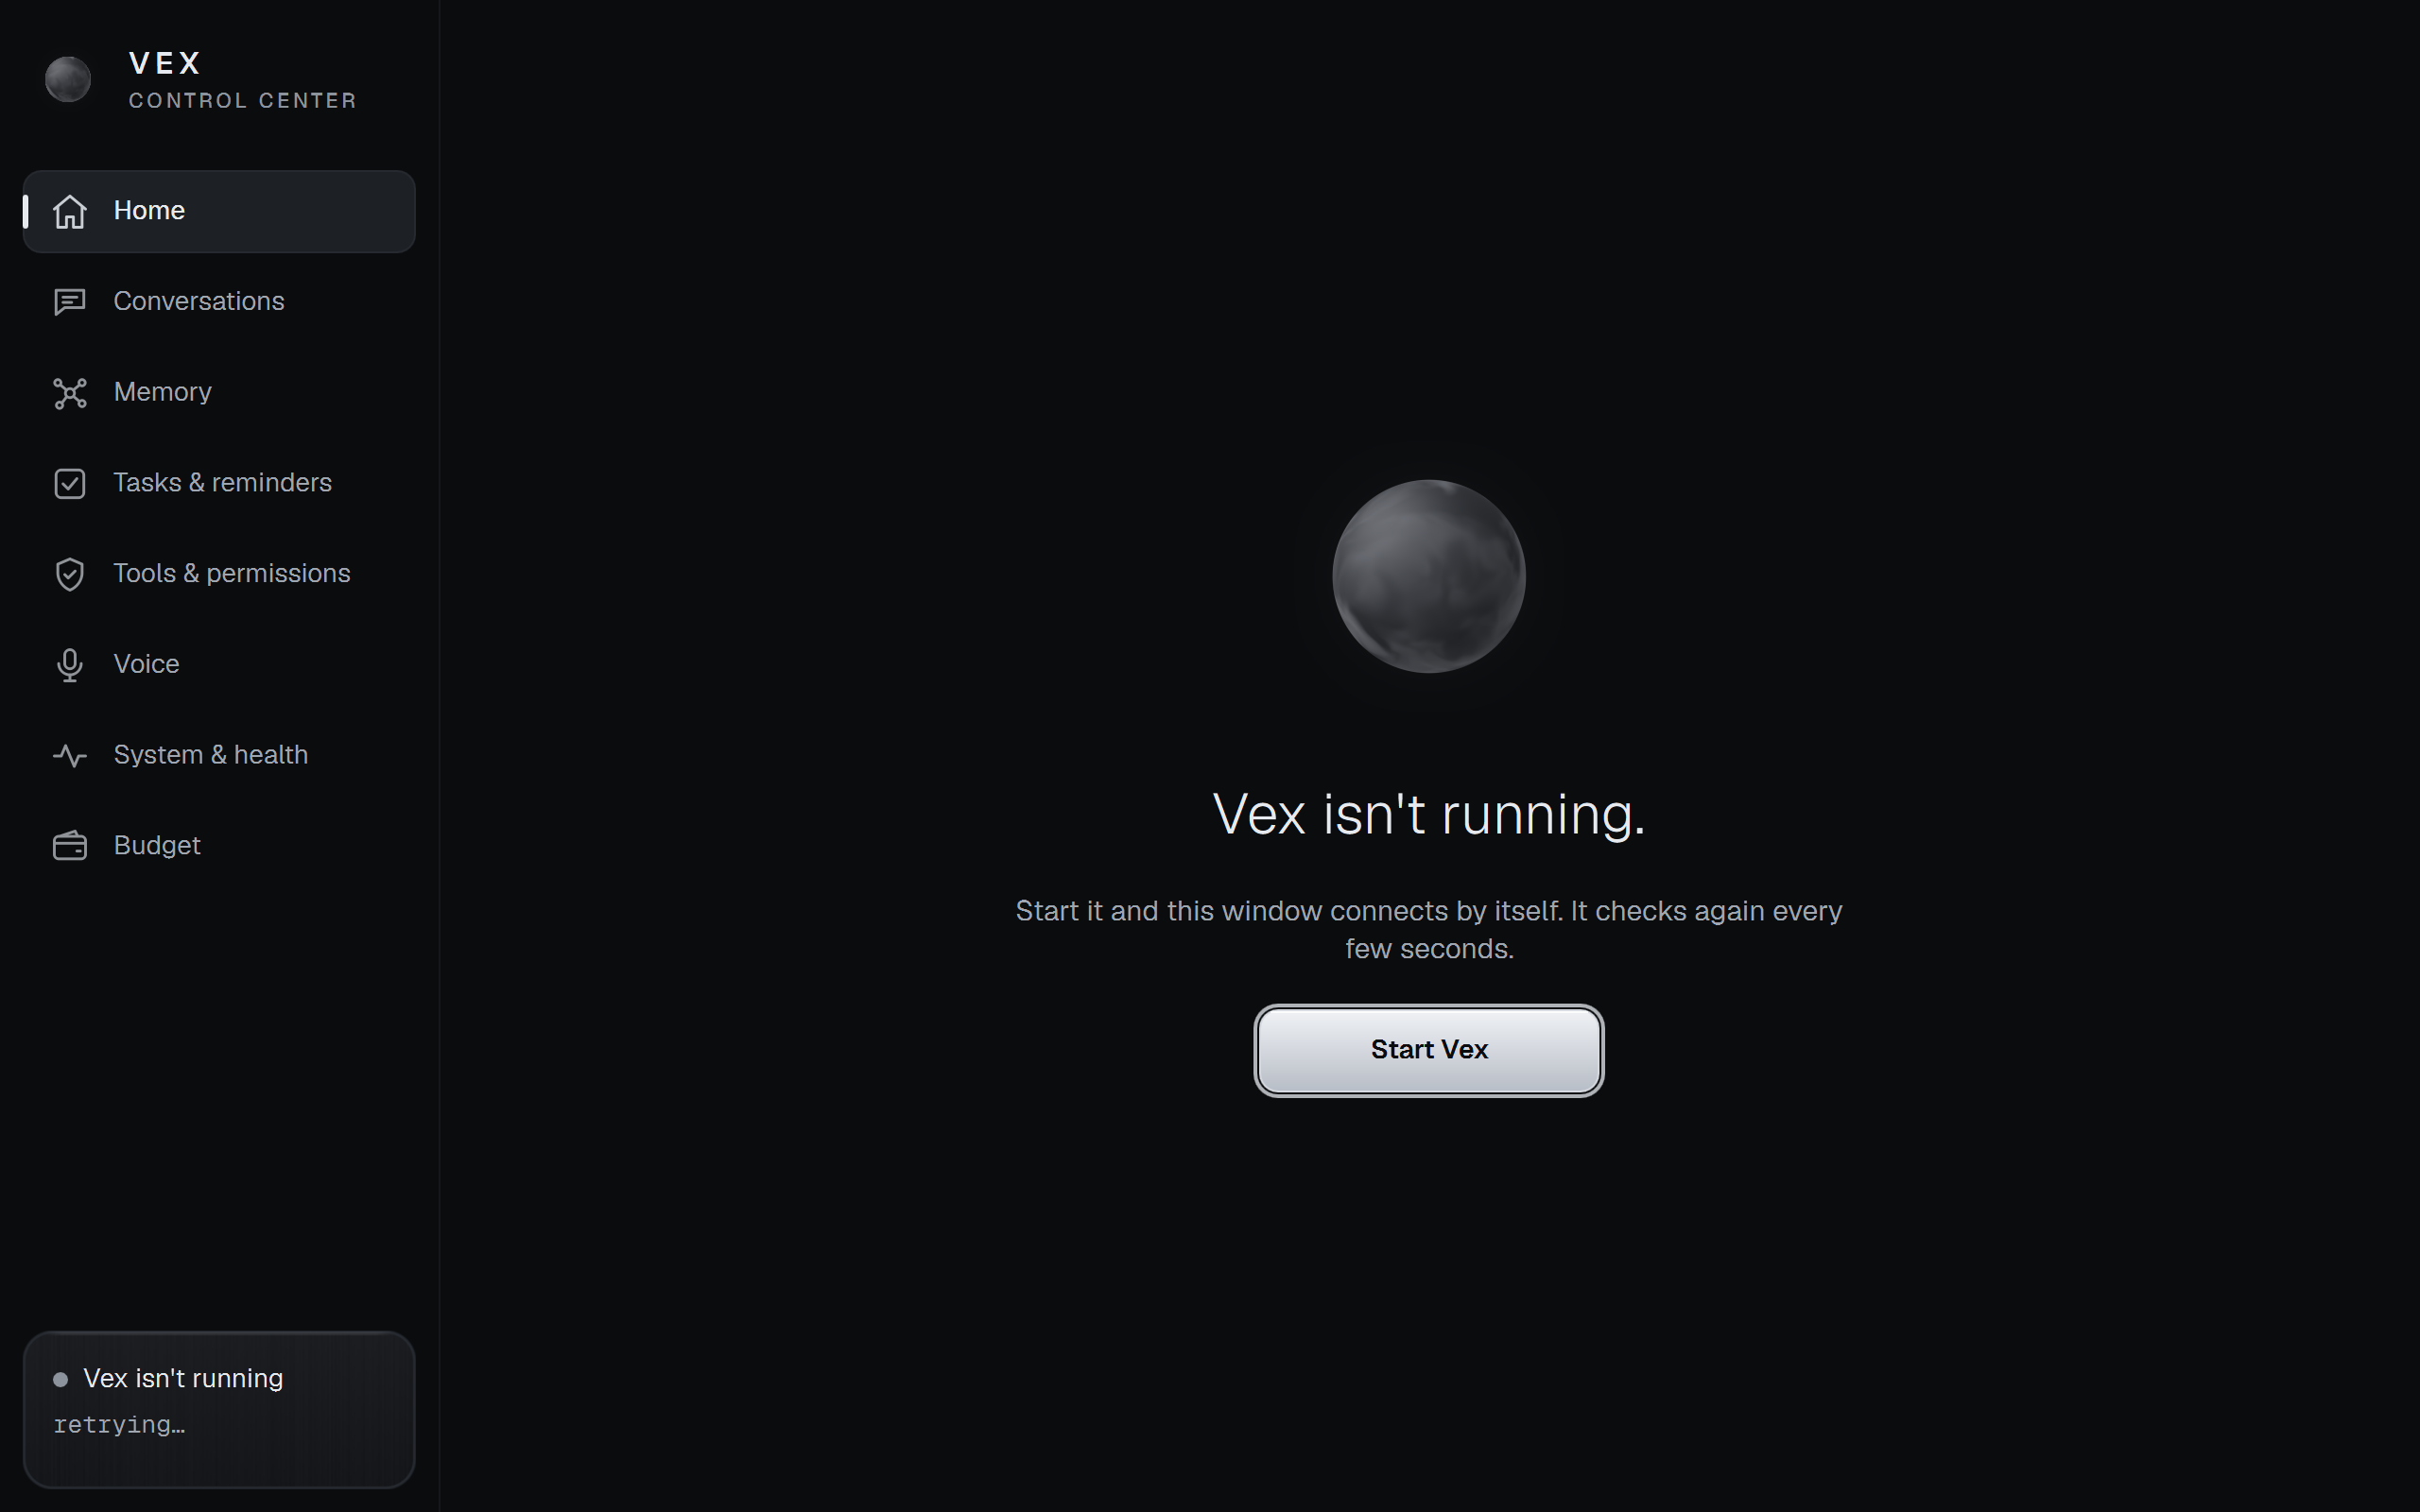 VEX
CONTROL CENTER
Home
Conversations
Memory
Tasks & reminders
Tools & permissions
Voice
System & health
Budget
Vex isn't running
retrying…
Vex isn't running.
Start it and this window connects by itself. It checks again every
few seconds.
Start Vex